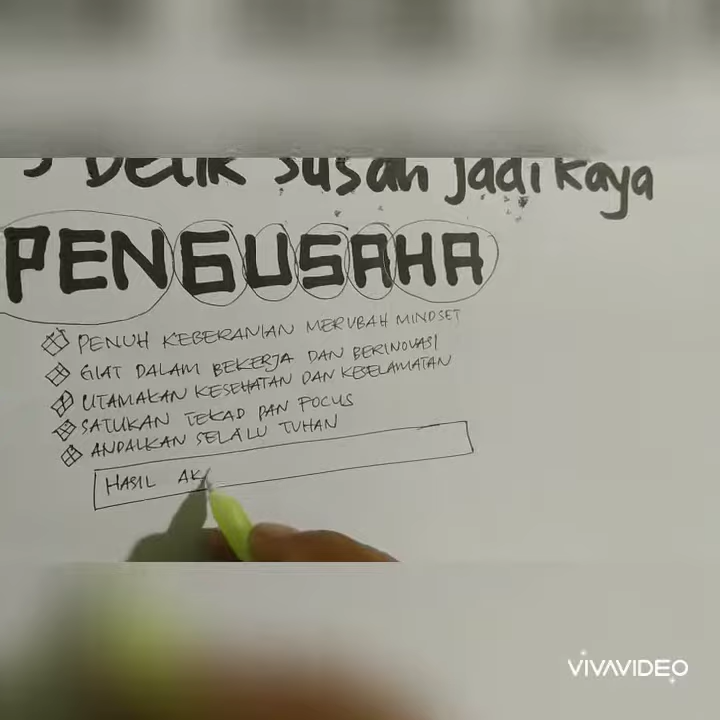 5 Detik susah jadi kaya
PENGUSAHA
PENUH KEBERANIAN MERUBAH MINDSET
GIAT DALAM BEKERJA DAN BERINOVASI
UTAMAKAN KESEHATAN DAN KESELAMATAN
SATUKAN TEKAD DAN FOCUS
ANDALKAN SELALU TUHAN
HASIL AK
VIVAVIDEO